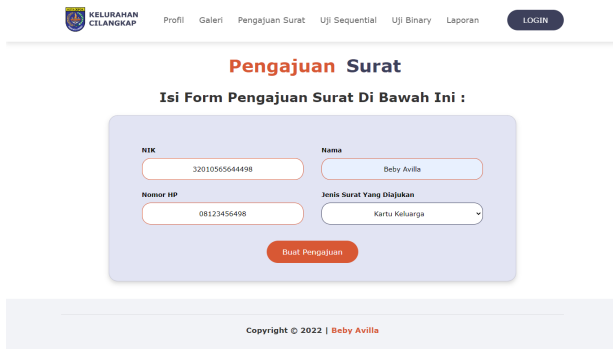 KELURAHAN
CILANGKAP
Profil Galeri Pengajuan Surat Uji Sequential Uji Binary Laporan LOGIN
Pengajuan Surat
Isi Form Pengajuan Surat Di Bawah Ini :
NIK Nama
32010565644498 Beby Avilla
Nomor HP Jenis Surat Yang Diajukan
08123456498 Kartu Keluarga
Buat Pengajuan
Copyright © 2022 | Beby Avilla